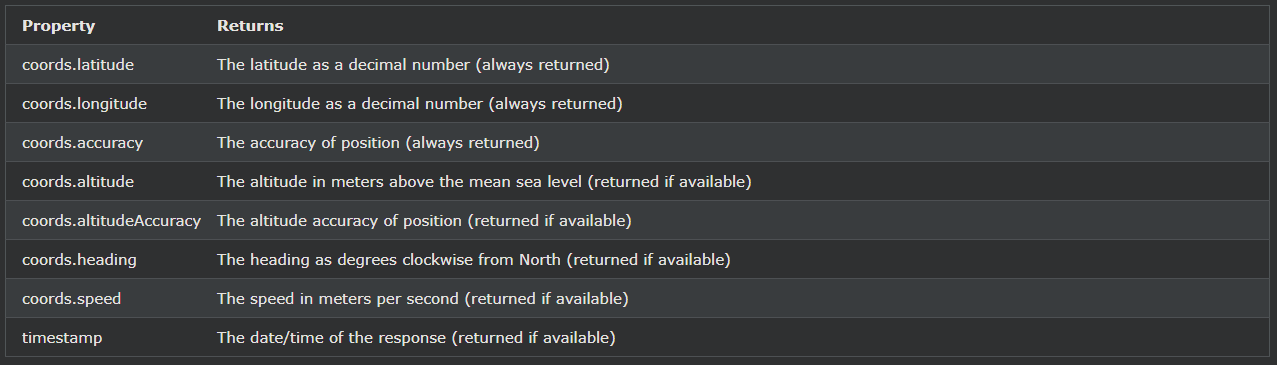 Property Returns
coords.latitude The latitude as a decimal number (always returned)
coords.longitude The longitude as a decimal number (always returned)
coords.accuracy The accuracy of position (always returned)
coords.altitude The altitude in meters above the mean sea level (returned if available)
coords.altitudeAccuracy The altitude accuracy of position (returned if available)
coords.heading The heading as degrees clockwise from North (returned if available)
coords.speed The speed in meters per second (returned if available)
timestamp The date/time of the response (returned if available)